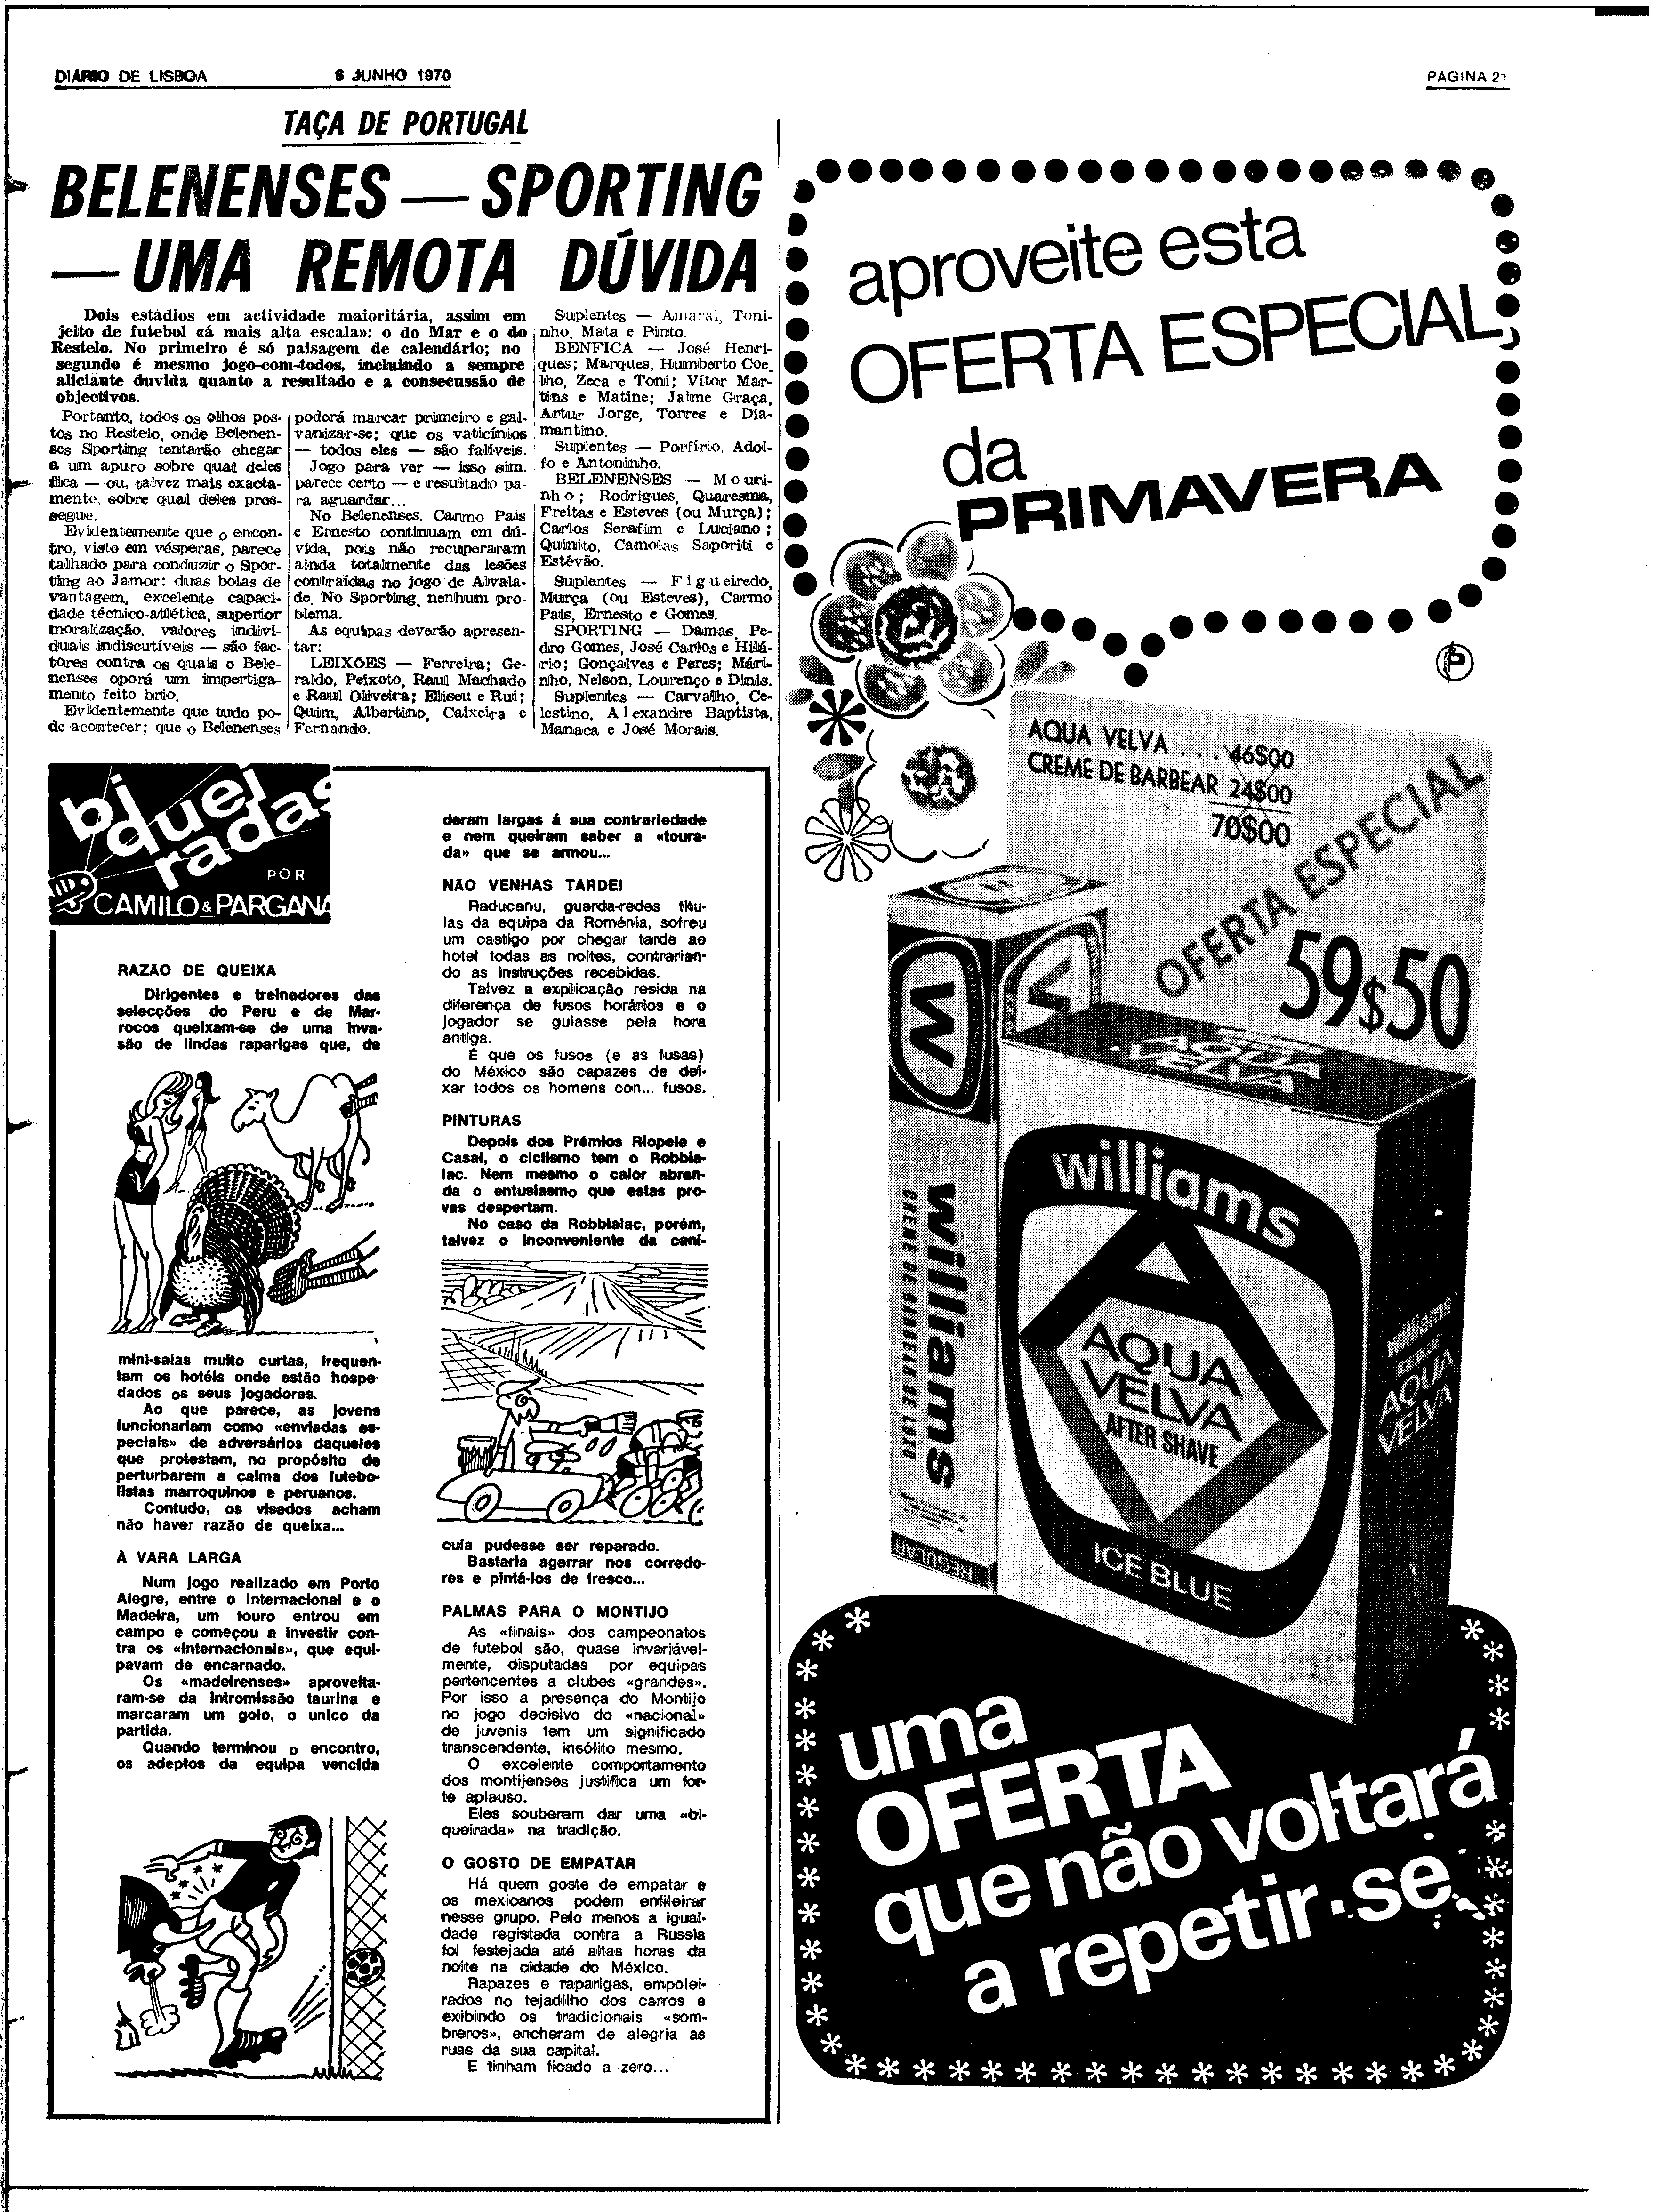 DIÁRIO DE LISBOA
6 JUNHO 1970
PAGINA 21
TAÇA DE PORTUGAL
BELENENSES — SPORTING
— UMA REMOTA DÚVIDA
Dois estádios em actividade maioritária, assim em
jeito de futebol «á mais alta escala»: o do Mar e o do
Restelo. No primeiro é só paisagem de calendário; no
segundo é mesmo jogo-com-todos, incluindo a sempre
aliciante duvida quanto a resultado e a consecussão de
objectivos.
Portanto, todos os olhos pos-
tos no Restelo, onde Belenen-
ses Sporting tentarão chegar
a um apuro sobre qual deles
fica — ou, talvez mais exacta-
mente, sobre qual deles pros-
segue.
Evidentemente que o encon-
tro, visto em vésperas, parece
talhado para conduzir o Spor-
ting ao Jamor: duas bolas de
vantagem, excelente capaci-
dade técnico-atlética, superior
moralização, valores indivi-
duais indiscutíveis — são fac-
tores contra os quais o Bele-
nenses oporá um impertiga-
mento feito brio.
Evidentemente que tudo po-
de acontecer; que o Belenenses
poderá marcar primeiro e gal-
vanizar-se; que os vaticínios
— todos eles — são falíveis.
Jogo para ver — isso sim.
parece certo — e resultado pa-
ra aguardar...
No Belenenses, Carmo Pais
e Ernesto continuam em dú-
vida, pois não recuperaram
ainda totalmente das lesões
contraídas no jogo de Alvala-
de. No Sporting, nenhum pro-
blema.
As equipas deverão apresen-
tar:
LEIXÕES — Ferreira; Ge-
raldo, Peixoto, Raul Machado
e Raul Oliveira; Eliseu e Rui;
Quim, Albertino, Caixeira e
Fernando.
Suplentes — Amaral, Toni-
nho, Mata e Pinto.
BENFICA — José Henri-
ques; Marques, Humberto Coe-
lho, Zeca e Toni; Vítor Mar-
tins e Matine; Jaime Graça,
Artur Jorge, Torres e Dia-
mantino.
Suplentes — Porfírio, Adol-
fo e Antoninho.
BELENENSES — Mouri-
nho; Rodrigues, Quaresma,
Freitas e Esteves (ou Murça);
Carlos Serafim e Luciano;
Quinito, Camolas Saporiti e
Estêvão.
Suplentes — Figueiredo,
Murça (ou Esteves), Carmo
Pais, Ernesto e Gomes.
SPORTING — Damas, Pe-
dro Gomes, José Carlos e Hilá-
rio; Gonçalves e Peres; Mári-
nho, Nelson, Lourenço e Dinis.
Suplentes — Carvalho, Ce-
lestino, Alexandre Baptista,
Manaca e José Morais.
bi
quei
radas
POR
CAMILO & PARGANA
RAZÃO DE QUEIXA
Dirigentes e treinadores das
selecções do Peru e de Mar-
rocos queixam-se de uma inva-
são de lindas raparigas que, de
mini-saias muito curtas, frequen-
tam os hotéis onde estão hospe-
dados os seus jogadores.
Ao que parece, as jovens
funcionariam como «enviadas es-
peciais» de adversários daqueles
que protestam, no propósito de
perturbarem a calma dos futebo-
listas marroquinos e peruanos.
Contudo, os visados acham
não haver razão de queixa...
À VARA LARGA
Num jogo realizado em Porto
Alegre, entre o Internacional e o
Madeira, um touro entrou em
campo e começou a investir con-
tra os «internacionais», que equi-
pavam de encarnado.
Os «madeirenses» aproveita-
ram-se da intromissão taurina e
marcaram um golo, o unico da
partida.
Quando terminou o encontro,
os adeptos da equipa vencida
deram largas á sua contrariedade
e nem queiram saber a «toura-
da» que se armou...
NÃO VENHAS TARDE!
Raducanu, guarda-redes titu-
las da equipa da Roménia, sofreu
um castigo por chegar tarde ao
hotel todas as noites, contrarian-
do as instruções recebidas.
Talvez a explicação resida na
diferença de fusos horários e o
jogador se guiasse pela hora
antiga.
É que os fusos (e as fusas)
do México são capazes de dei-
xar todos os homens con... fusos.
PINTURAS
Depois dos Prémios Riopele e
Casal, o ciclismo tem o Robbia-
lac. Nem mesmo o calor abran-
da o entusiasmo que estas pro-
vas despertam.
No caso da Robbialac, porém,
talvez o inconveniente da caní-
cula pudesse ser reparado.
Bastaria agarrar nos corredo-
res e pintá-los de fresco...
PALMAS PARA O MONTIJO
As «finais» dos campeonatos
de futebol são, quase invariável-
mente, disputadas por equipas
pertencentes a clubes «grandes».
Por isso a presença do Montijo
no jogo decisivo do «nacional»
de juvenis tem um significado
transcendente, insólito mesmo.
O excelente comportamento
dos montijenses justifica um for-
te aplauso.
Eles souberam dar uma «bi-
queirada» na tradição.
O GOSTO DE EMPATAR
Há quem goste de empatar e
os mexicanos podem enfileirar
nesse grupo. Pelo menos a igual-
dade registada contra a Russia
foi festejada até altas horas da
noite na cidade do México.
Rapazes e raparigas, empolei-
rados no tejadilho dos carros e
exibindo os tradicionais «som-
breros», encheram de alegria as
ruas da sua capital.
E tinham ficado a zero...
aproveite esta
OFERTA ESPECIAL
da
PRIMAVERA
P
AQUA VELVA . . . 46$00
CREME DE BARBEAR 24$00
70$00
OFERTA ESPECIAL
59$50
W
AQUA
VELVA
williams
CREME DE BARBEAR DE LUXO
REGULAR
williams
AQUA
VELVA
AFTER SHAVE
ICE BLUE
williams
ICE BLUE
AQUA
VELVA
uma
OFERTA
que não voltará
a repetir-se